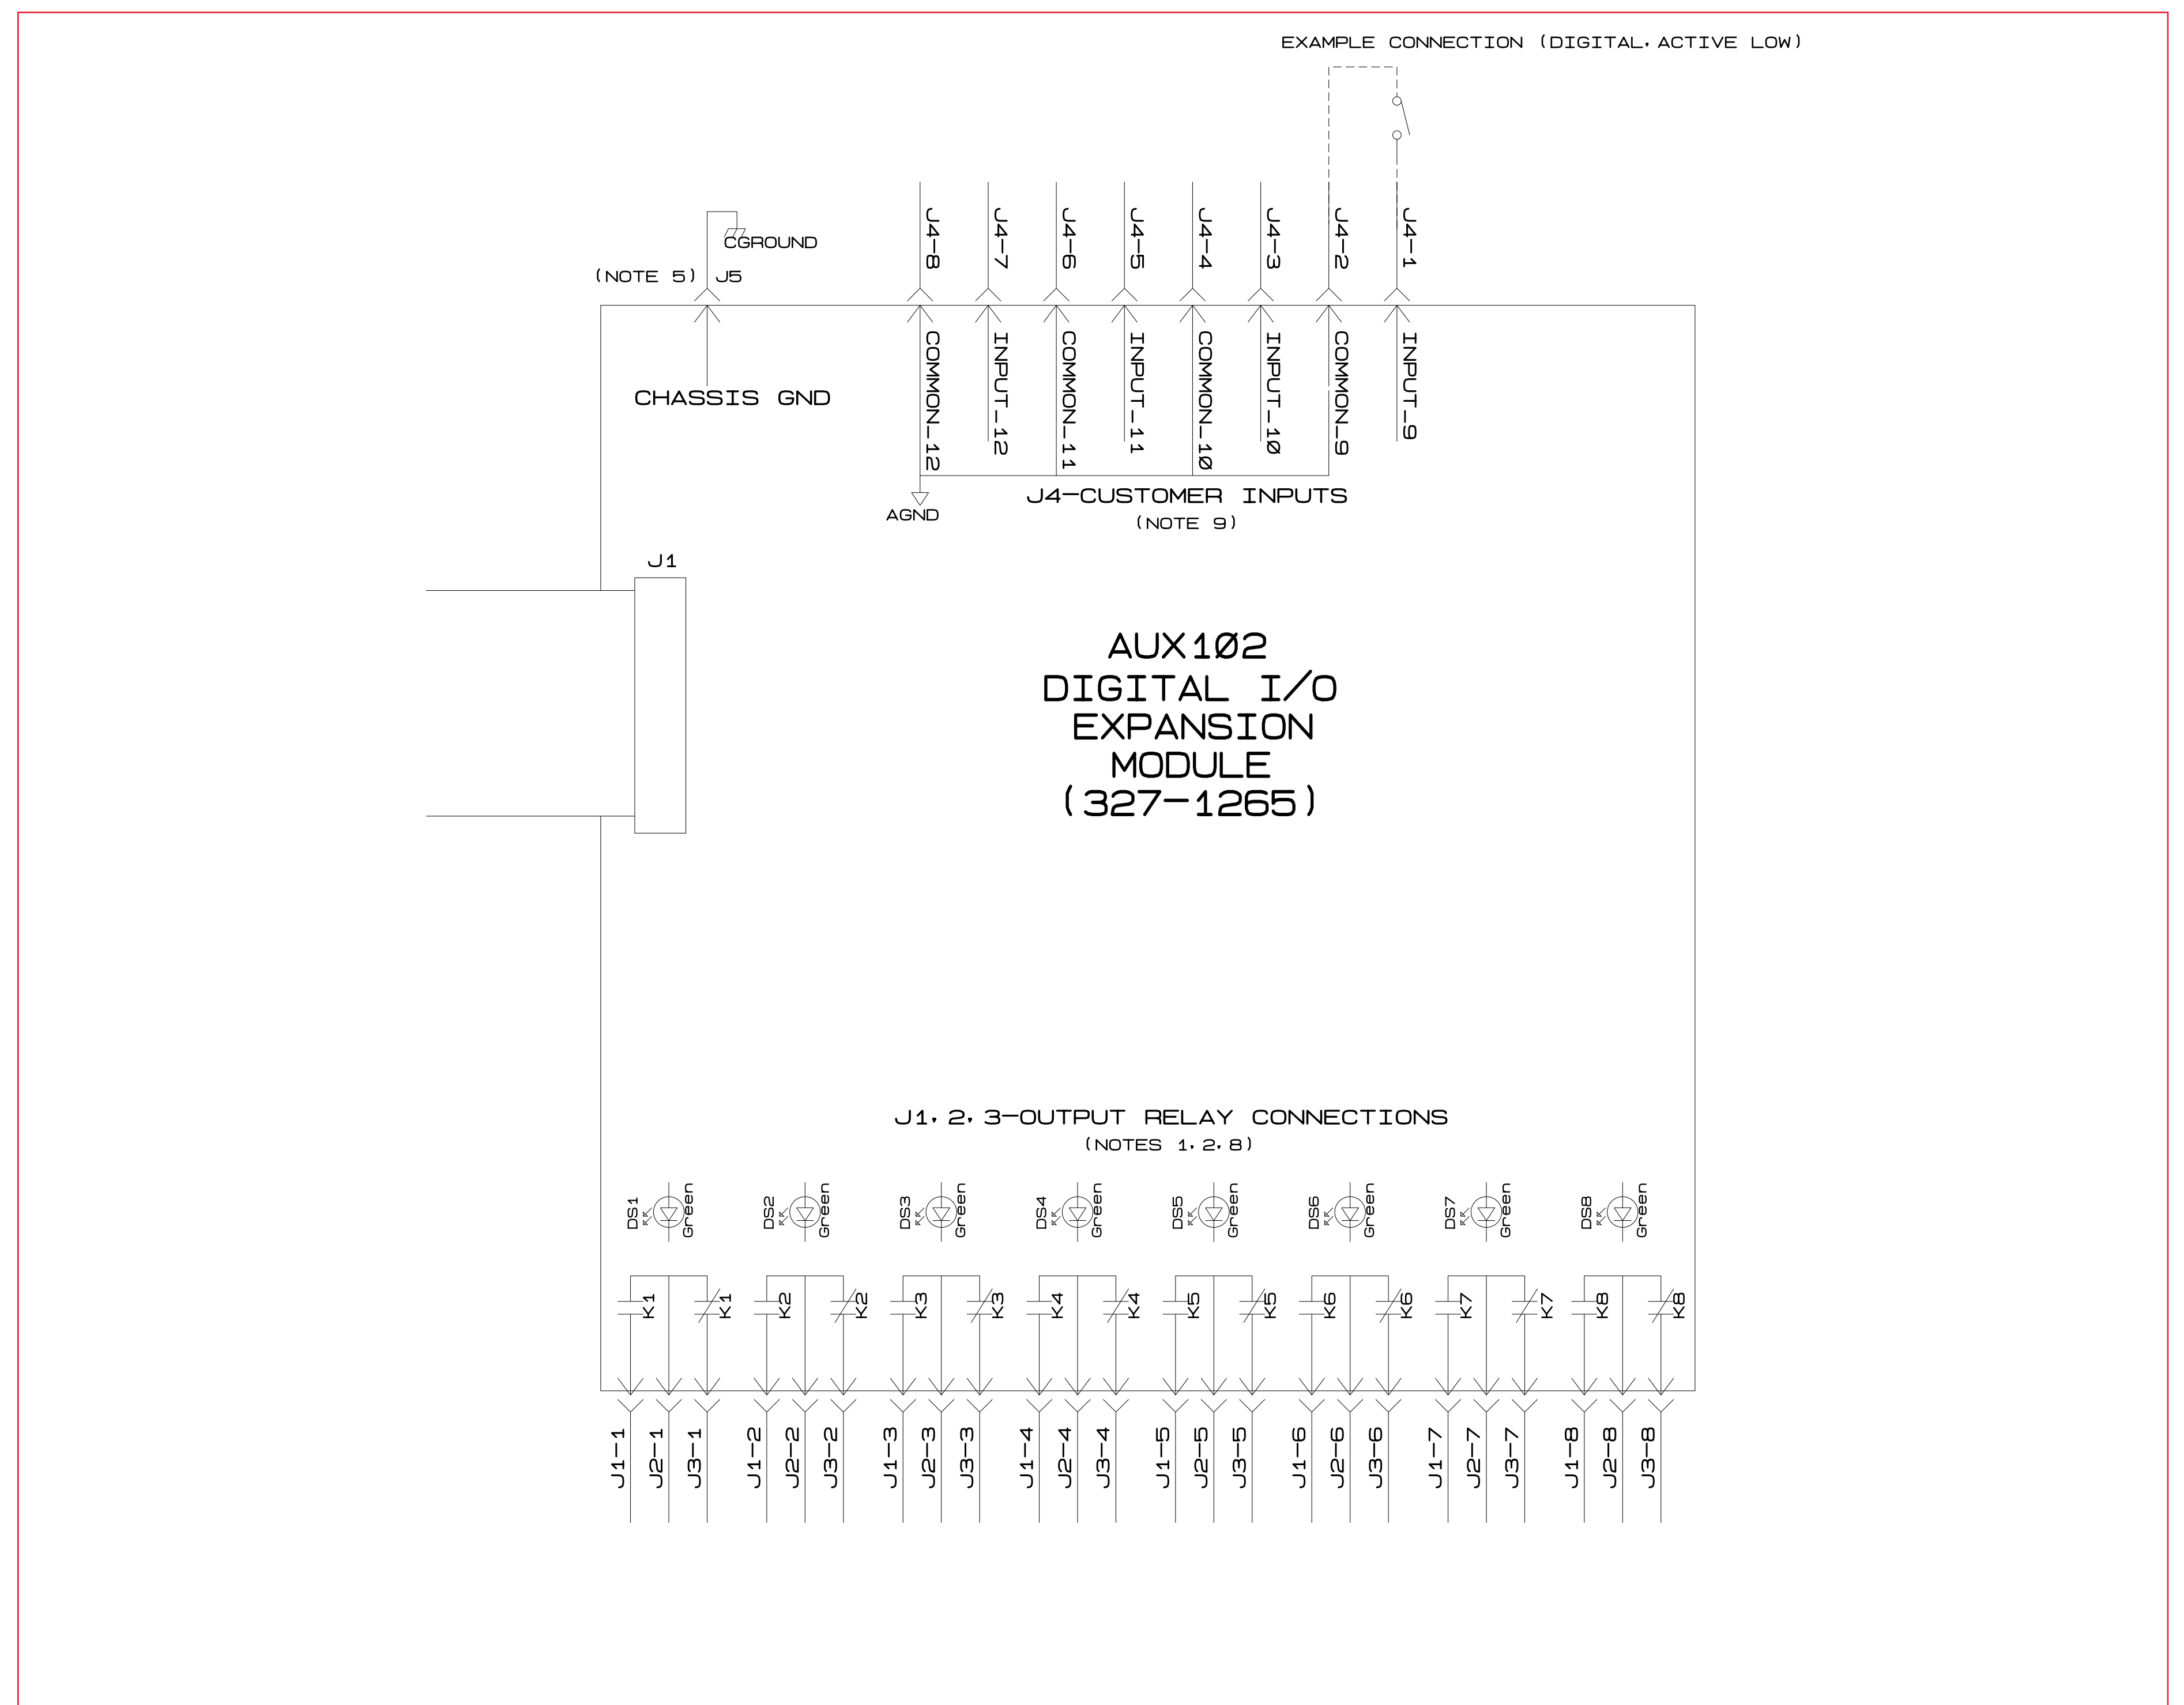 EXAMPLE CONNECTION (DIGITAL, ACTIVE LOW)
J4-8
J4-7
J4-6
J4-5
J4-4
J4-3
J4-2
J4-1
CGROUND
(NOTE 5) J5
COMMON_12
INPUT_12
COMMON_11
INPUT_11
COMMON_10
INPUT_10
COMMON_9
INPUT_9
CHASSIS GND
J4-CUSTOMER INPUTS
AGND
(NOTE 9)
J1
AUX102
DIGITAL I/O
EXPANSION
MODULE
(327-1265)
J1, 2, 3-OUTPUT RELAY CONNECTIONS
(NOTES 1, 2, 8)
DS1 Green
DS2 Green
DS3 Green
DS4 Green
DS5 Green
DS6 Green
DS7 Green
DS8 Green
K1 K1
K2 K2
K3 K3
K4 K4
K5 K5
K6 K6
K7 K7
K8 K8
J1-1 J2-1 J3-1
J1-2 J2-2 J3-2
J1-3 J2-3 J3-3
J1-4 J2-4 J3-4
J1-5 J2-5 J3-5
J1-6 J2-6 J3-6
J1-7 J2-7 J3-7
J1-8 J2-8 J3-8